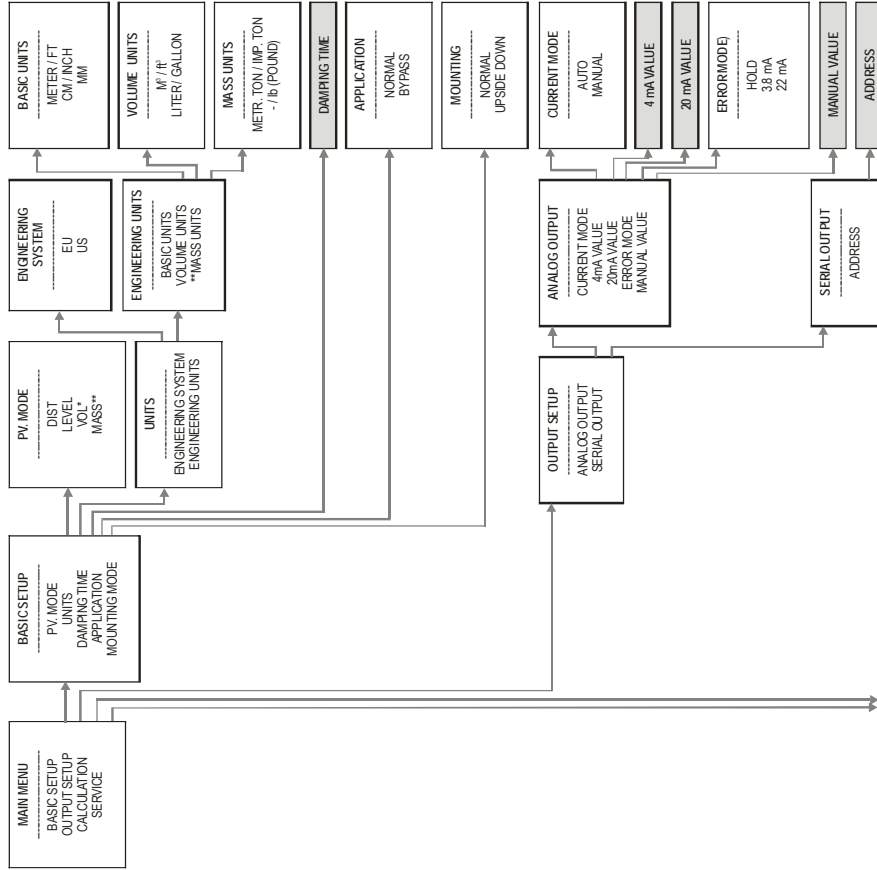 MAIN MENU
BASIC SETUP
OUTPUT SETUP
CALCULATION
SERVICE
BASIC SETUP
PV. MODE
UNITS
DAMPING TIME
APPLICATION
MOUNTING MODE
PV. MODE
DIST
LEVEL
VOL*
MASS**
UNITS
ENGINEERING SYSTEM
ENGINEERING UNITS
ENGINEERING
SYSTEM
EU
US
ENGINEERING UNITS
BASIC UNITS
VOLUME UNITS
**MASS UNITS
BASIC UNITS
METER / FT
CM / INCH
MM
VOLUME UNITS
M³ / ft³
LITER / GALLON
MASS UNITS
METR. TON / IMP. TON
- / lb (POUND)
DAMPING TIME
APPLICATION
NORMAL
BYPASS
MOUNTING
NORMAL
UPSIDE DOWN
OUTPUT SETUP
ANALOG OUTPUT
SERIAL OUTPUT
ANALOG OUTPUT
CURRENT MODE
4mA VALUE
20mA VALUE
ERROR MODE
MANUAL VALUE
CURRENT MODE
AUTO
MANUAL
4 mA VALUE
20 mA VALUE
ERRORMODE)
HOLD
3.8 mA
22 mA
MANUAL VALUE
SERIAL OUTPUT
ADDRESS
ADDRESS